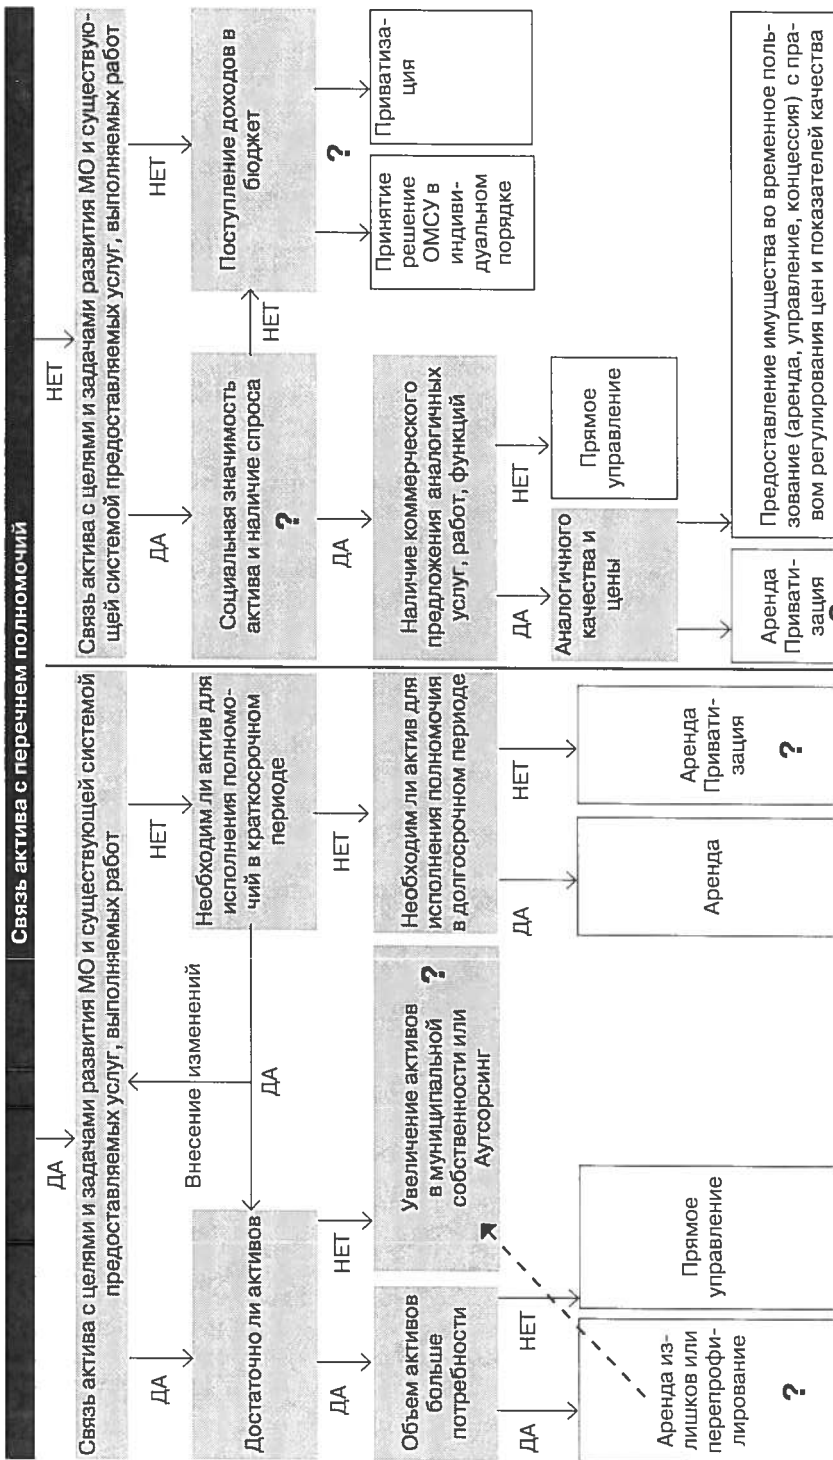 Связь актива с перечнем полномочий
ДА
НЕТ
Связь актива с целями и задачами развития МО и существующей системой
предоставляемых услуг, выполняемых работ
Связь актива с целями и задачами развития МО и существую-
щей системой предоставляемых услуг, выполняемых работ
ДА
Внесение изменений
НЕТ
ДА
НЕТ
Достаточно ли активов
ДА
Необходим ли актив для
исполнения полномо-
чий в краткосрочном
периоде
Социальная значимость
актива и наличие спроса
?
НЕТ
Поступление доходов в
бюджет
?
ДА
НЕТ
НЕТ
ДА
Объем активов
больше
потребности
Увеличение активов
в муниципальной
собственности или
Аутсорсинг
?
Необходим ли актив для
исполнения полномочия
в долгосрочном периоде
Наличие коммерческого
предложения аналогичных
услуг, работ, функций
Принятие
решение
ОМСУ в
индиви-
дуальном
порядке
Приватиза-
ция
ДА
НЕТ
ДА
НЕТ
ДА
НЕТ
Аренда из-
лишков или
перепрофи-
лирование
?
Прямое
управление
Аренда
Аренда
Привати-
зация
?
Аналогичного
качества и
цены
Прямое
управление
Аренда
Привати-
зация
?
Предоставление имущества во временное поль-
зование (аренда, управление, концессия) с пра-
вом регулирования цен и показателей качества